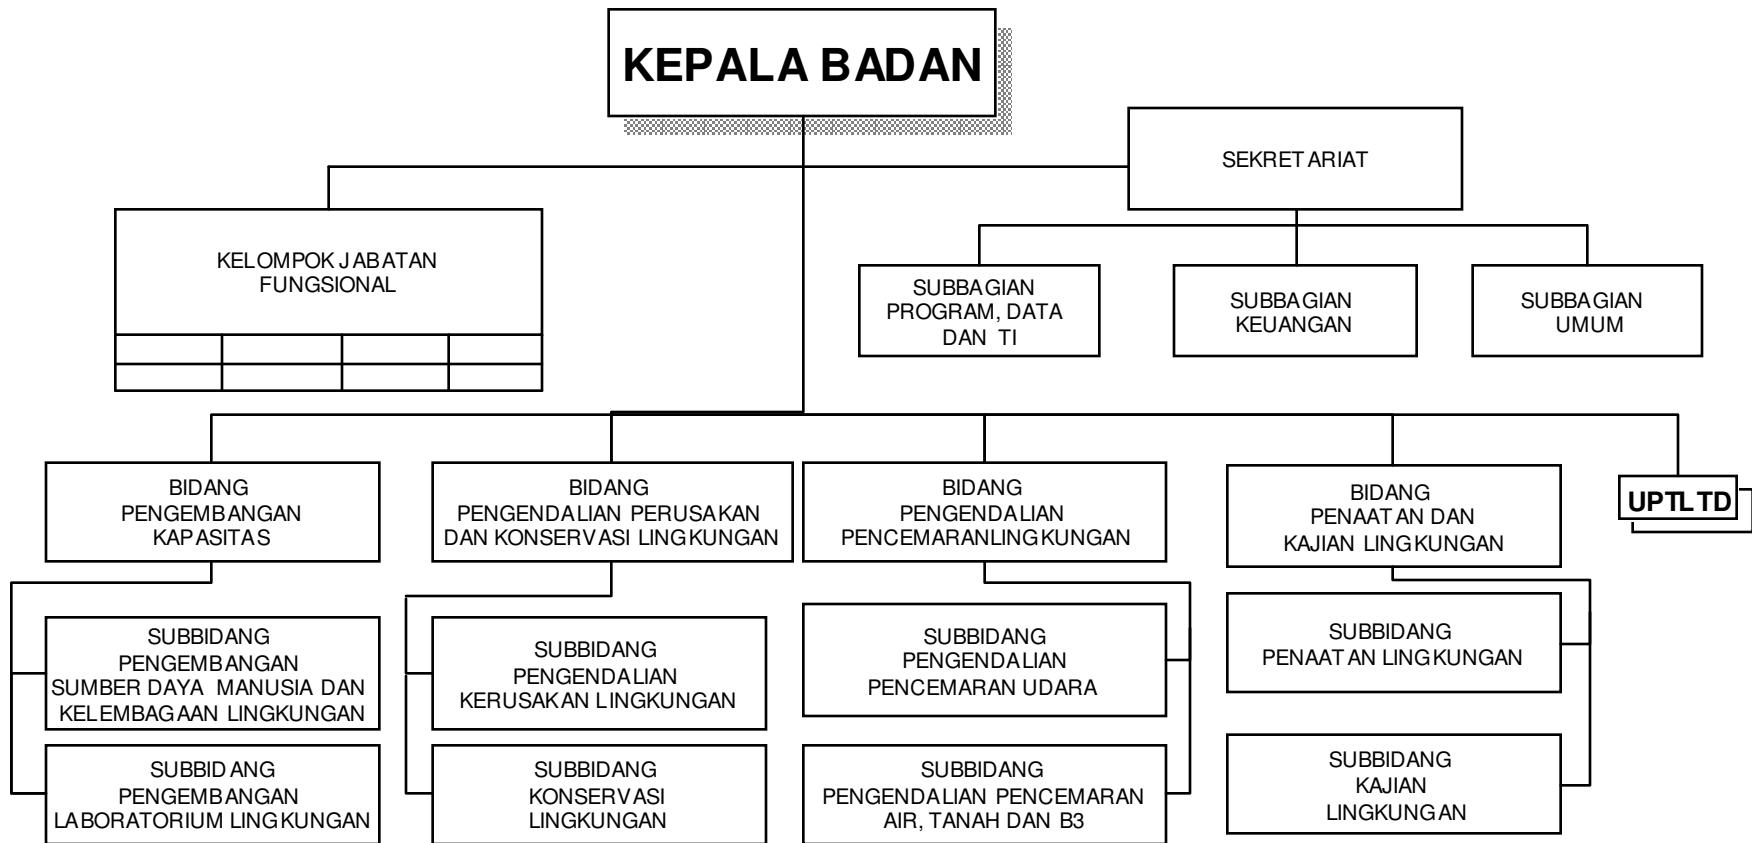 KEPALA BADAN
SEKRETARIAT
KELOMPOK JABATAN
FUNGSIONAL
SUBBAGIAN
PROGRAM, DATA
DAN TI
SUBBAGIAN
KEUANGAN
SUBBAGIAN
UMUM
BIDANG
PENGEMBANGAN
KAPASITAS
BIDANG
PENGENDALIAN PERUSAKAN
DAN KONSERVASI LINGKUNGAN
BIDANG
PENGENDALIAN
PENCEMARANLINGKUNGAN
BIDANG
PENAATAN DAN
KAJIAN LINGKUNGAN
UPTLTD
SUBBIDANG
PENGEMBANGAN
SUMBER DAYA MANUSIA DAN
KELEMBAGAAN LINGKUNGAN
SUBBIDANG
PENGENDALIAN
KERUSAKAN LINGKUNGAN
SUBBIDANG
PENGENDALIAN
PENCEMARAN UDARA
SUBBIDANG
PENAATAN LINGKUNGAN
SUBBIDANG
PENGEMBANGAN
LABORATORIUM LINGKUNGAN
SUBBIDANG
KONSERVASI
LINGKUNGAN
SUBBIDANG
PENGENDALIAN PENCEMARAN
AIR, TANAH DAN B3
SUBBIDANG
KAJIAN
LINGKUNGAN